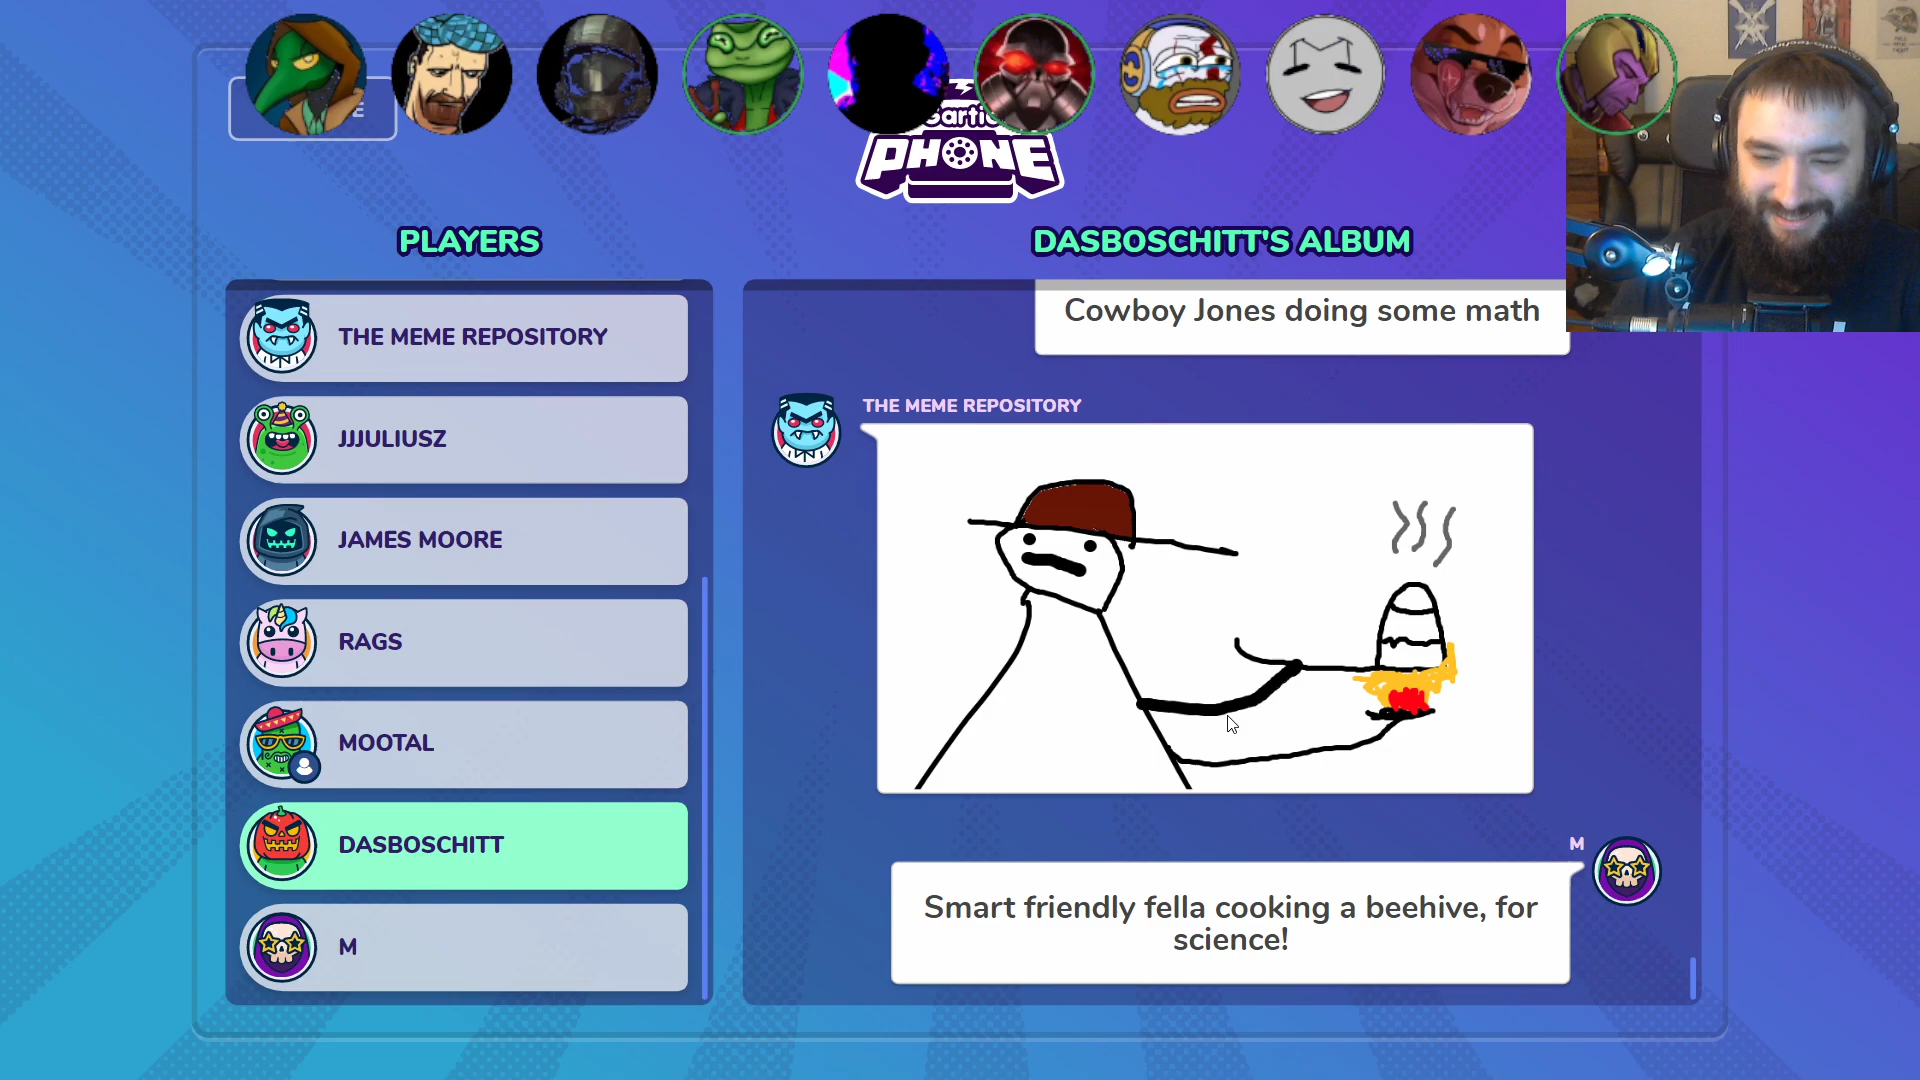 Gartic
PHONE
PLAYERS
DASBOSCHITT'S ALBUM
THE MEME REPOSITORY
JJJULIUSZ
JAMES MOORE
RAGS
MOOTAL
DASBOSCHITT
M
Cowboy Jones doing some math
THE MEME REPOSITORY
M
Smart friendly fella cooking a beehive, for
science!